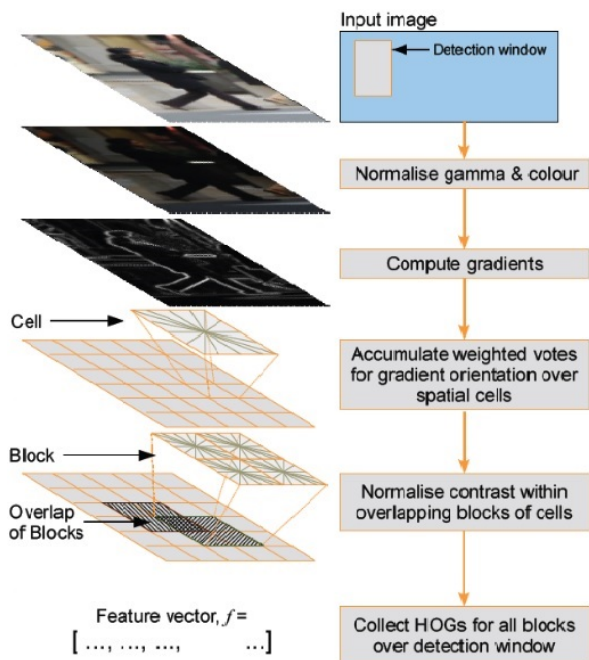 Input image
Detection window
Normalise gamma & colour
Compute gradients
Cell
Accumulate weighted votes
for gradient orientation over
spatial cells
Block
Overlap
of Blocks
Normalise contrast within
overlapping blocks of cells
Feature vector, f =
[ ..., ..., ..., ...]
Collect HOGs for all blocks
over detection window